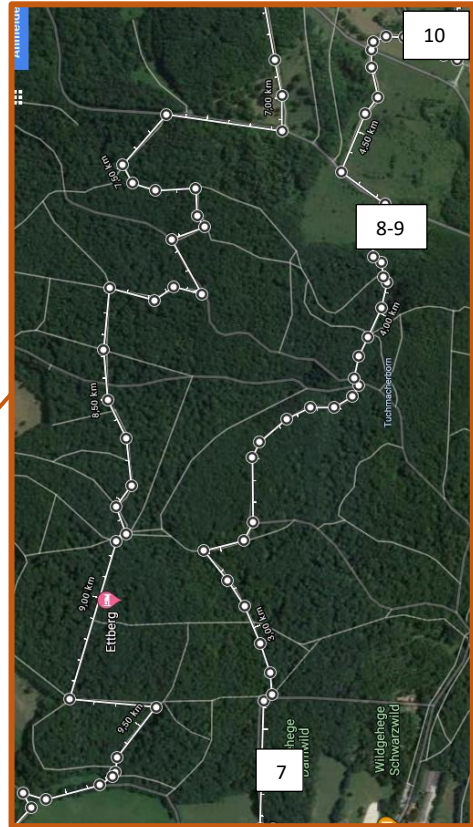 Anmelde
10
7,00 km
4,50 km
7,50 km
8-9
4,00 km
Tuchmacherborn
8,50 km
9,00 km
Ettberg
3,00 km
9,50 km
7
Damwild
Wildgehege
Schwarzwild